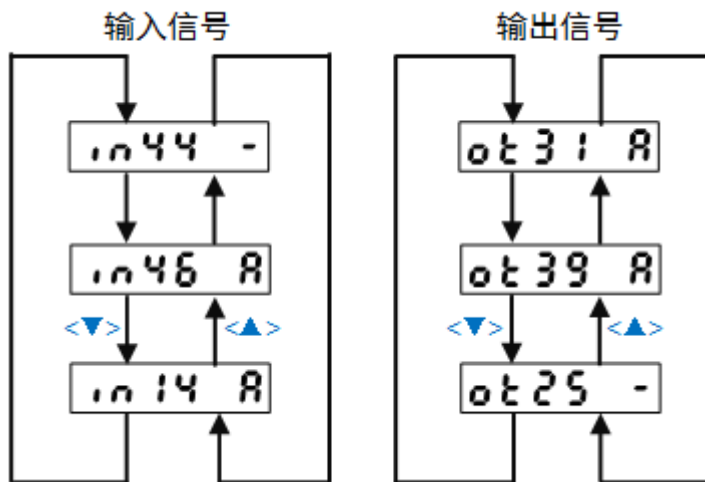 输入信号
in44 -
in46 A
<▼> <▲>
in14 A
输出信号
ot31 A
ot39 A
<▼> <▲>
ot25 -